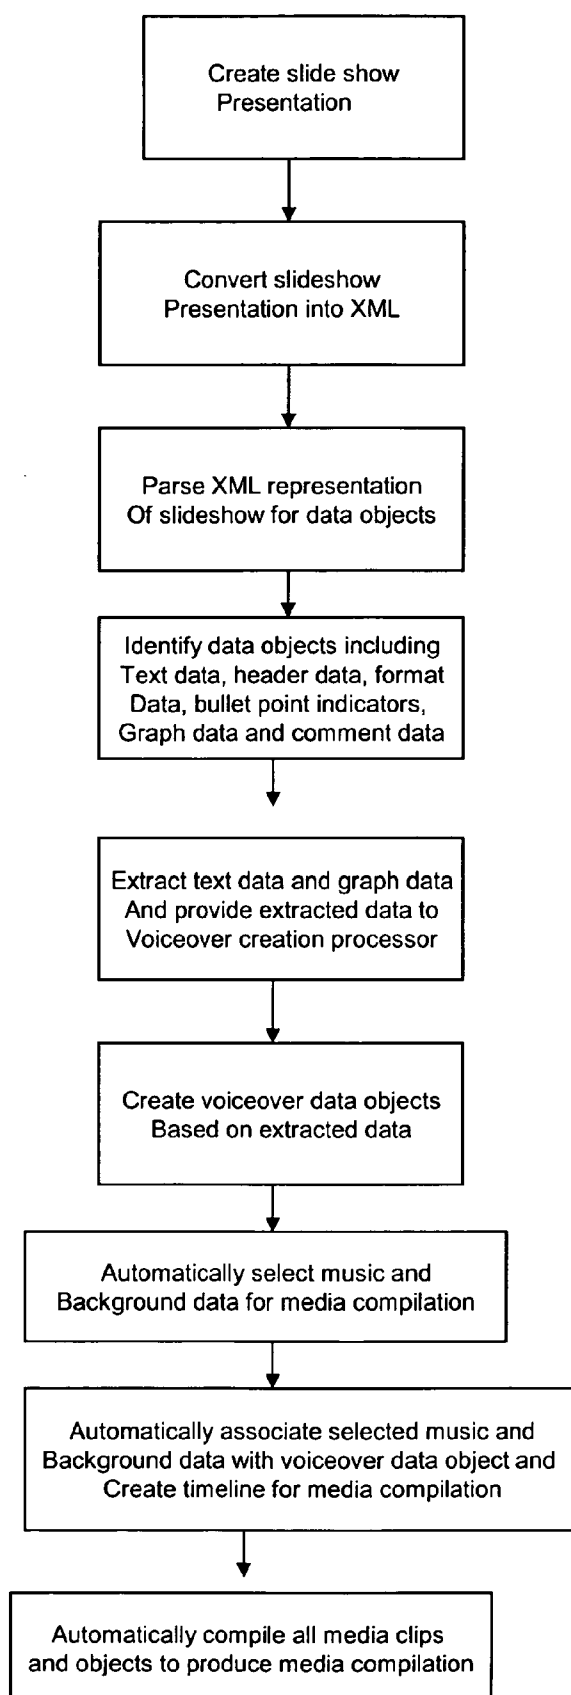 Create slide show
Presentation
Convert slideshow
Presentation into XML
Parse XML representation
Of slideshow for data objects
Identify data objects including
Text data, header data, format
Data, bullet point indicators,
Graph data and comment data
Extract text data and graph data
And provide extracted data to
Voiceover creation processor
Create voiceover data objects
Based on extracted data
Automatically select music and
Background data for media compilation
Automatically associate selected music and
Background data with voiceover data object and
Create timeline for media compilation
Automatically compile all media clips
and objects to produce media compilation